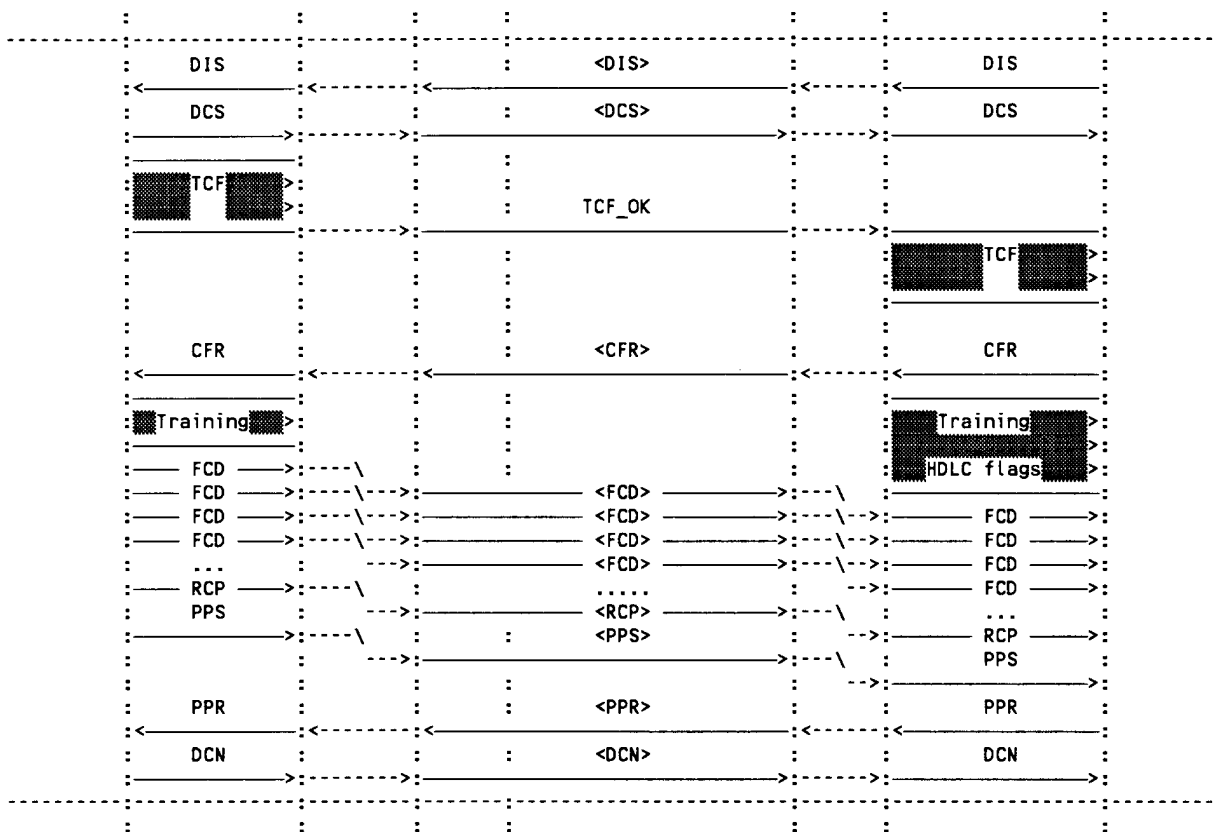 DIS <DIS> DIS
DCS <DCS> DCS
TCF
TCF_OK
TCF
CFR <CFR> CFR
Training Training
HDLC flags
FCD
FCD <FCD>
FCD <FCD> FCD
FCD <FCD> FCD
... <FCD> FCD
RCP ..... FCD
PPS <RCP> ...
<PPS> RCP
PPS
PPR <PPR> PPR
DCN <DCN> DCN